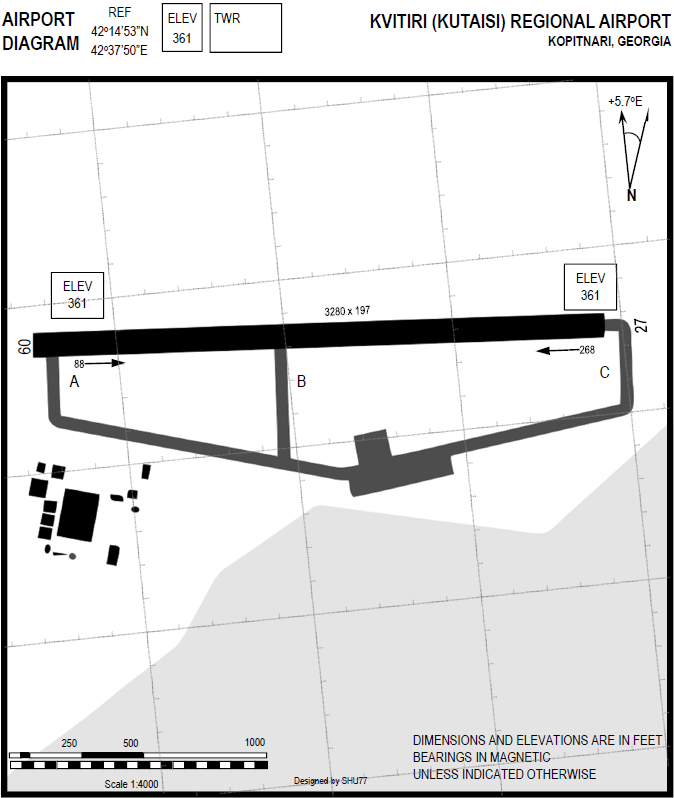 AIRPORT
DIAGRAM
REF
42º14'53"N
42º37'50"E
ELEV
361
TWR
KVITIRI (KUTAISI) REGIONAL AIRPORT
KOPITNARI, GEORGIA
+5.7ºE
N
ELEV
361
ELEV
361
3280 x 197
09
27
88
268
A
B
C
250
500
1000
Scale 1:4000
Designed by SHU77
DIMENSIONS AND ELEVATIONS ARE IN FEET
BEARINGS IN MAGNETIC
UNLESS INDICATED OTHERWISE